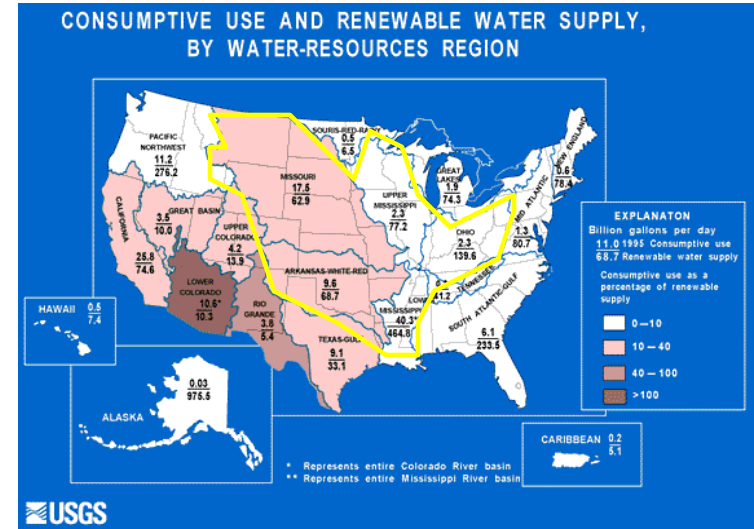 CONSUMPTIVE USE AND RENEWABLE WATER SUPPLY,
BY WATER-RESOURCES REGION
PACIFIC
NORTHWEST
11.2
276.2
SOURIS-RED-RA
0.5
6.5
MISSOURI
17.5
62.9
UPPER
MISSISSIPPI
2.3
77.2
GREAT
LAKES
1.9
74.3
NEW ENGLAND
0.6
78.4
MID ATLANTIC
1.3
80.7
CALIFORNIA
25.8
74.6
GREAT BASIN
3.5
10.0
UPPER
COLORADO
4.2
13.9
OHIO
2.3
139.6
TENNESSEE
41.2
ARKANSAS-WHITE-RED
9.6
68.7
LOWER
COLORADO
10.6*
10.3
RIO
GRANDE
3.8
5.4
TEXAS-GULF
9.1
33.1
LOW
MISSISSIPPI
40.3*
464.8
SOUTH ATLANTIC-GULF
6.1
233.5
HAWAII
0.5
7.4
ALASKA
0.03
975.5
CARIBBEAN
0.2
5.1
EXPLANATON
Billion gallons per day
11.0 1995 Consumptive use
68.7 Renewable water supply
Consumptive use as a
percentage of renewable
supply
0—10
10 — 40
40 — 100
>100
* Represents entire Colorado River basin
** Represents entire Mississippi River basin
USGS